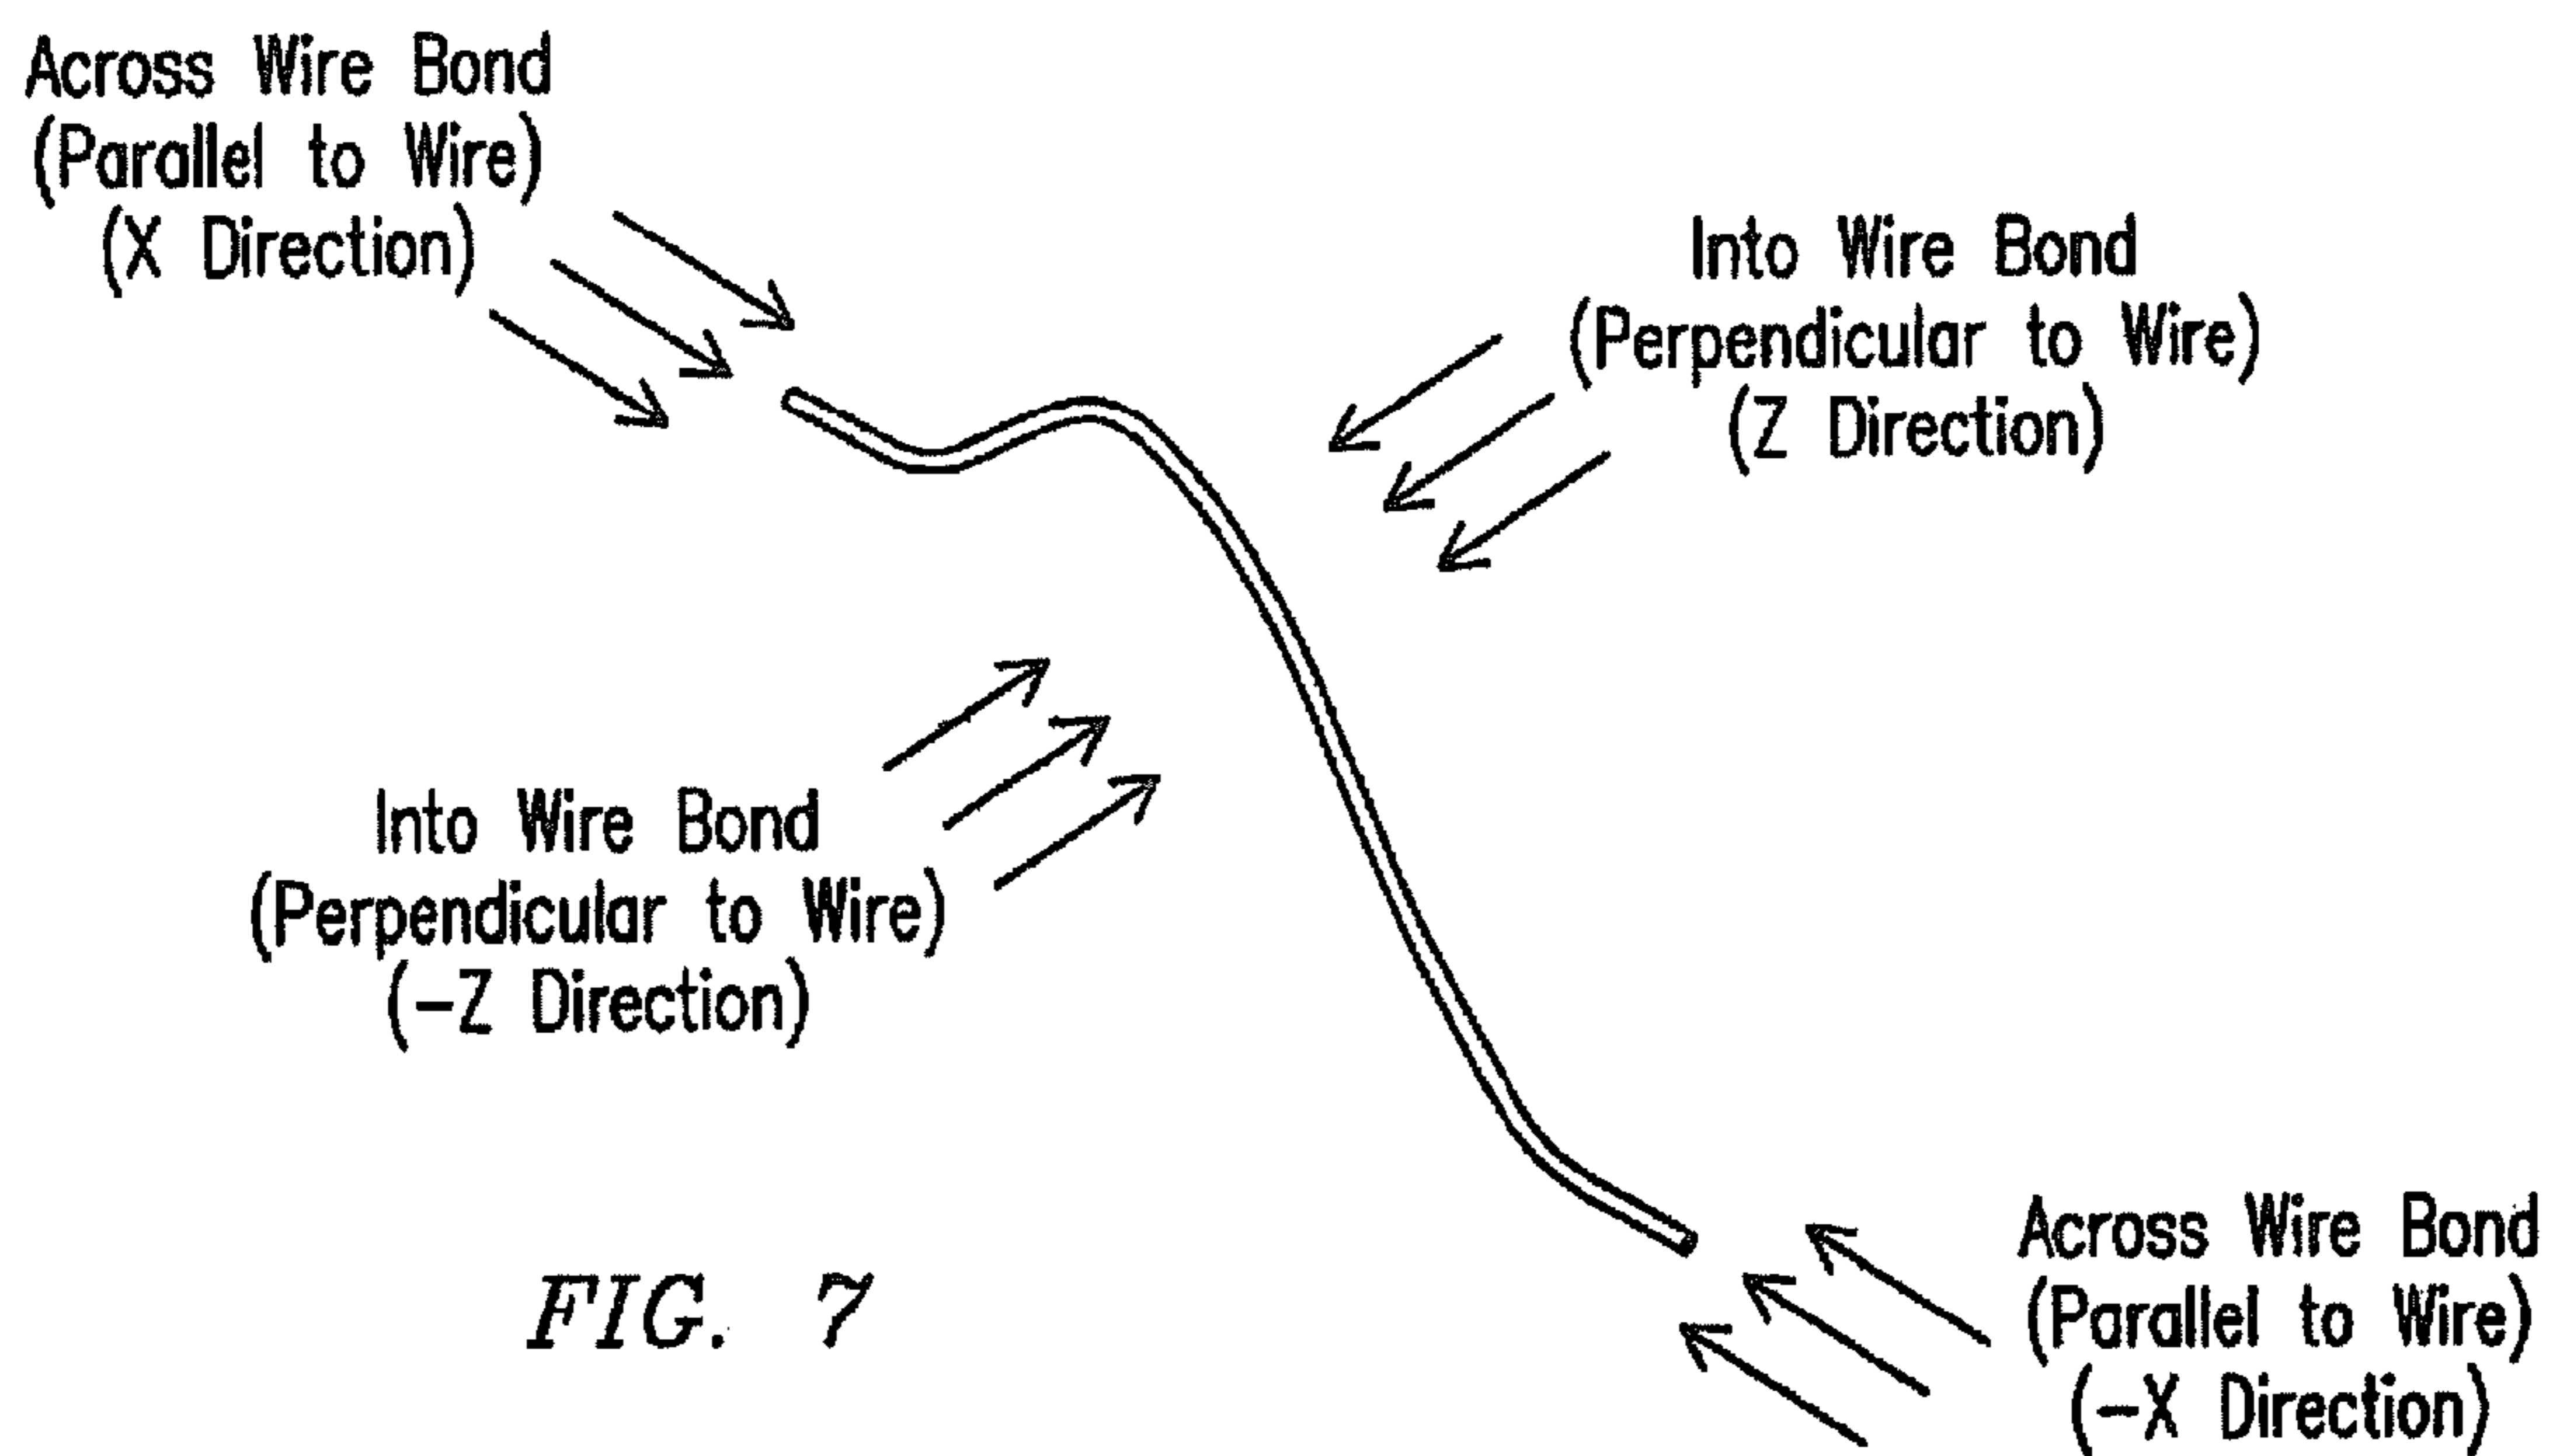 Across Wire Bond
(Parallel to Wire)
(X Direction)
Into Wire Bond
(Perpendicular to Wire)
(Z Direction)
Into Wire Bond
(Perpendicular to Wire)
(-Z Direction)
Across Wire Bond
(Parallel to Wire)
(-X Direction)
FIG. 7